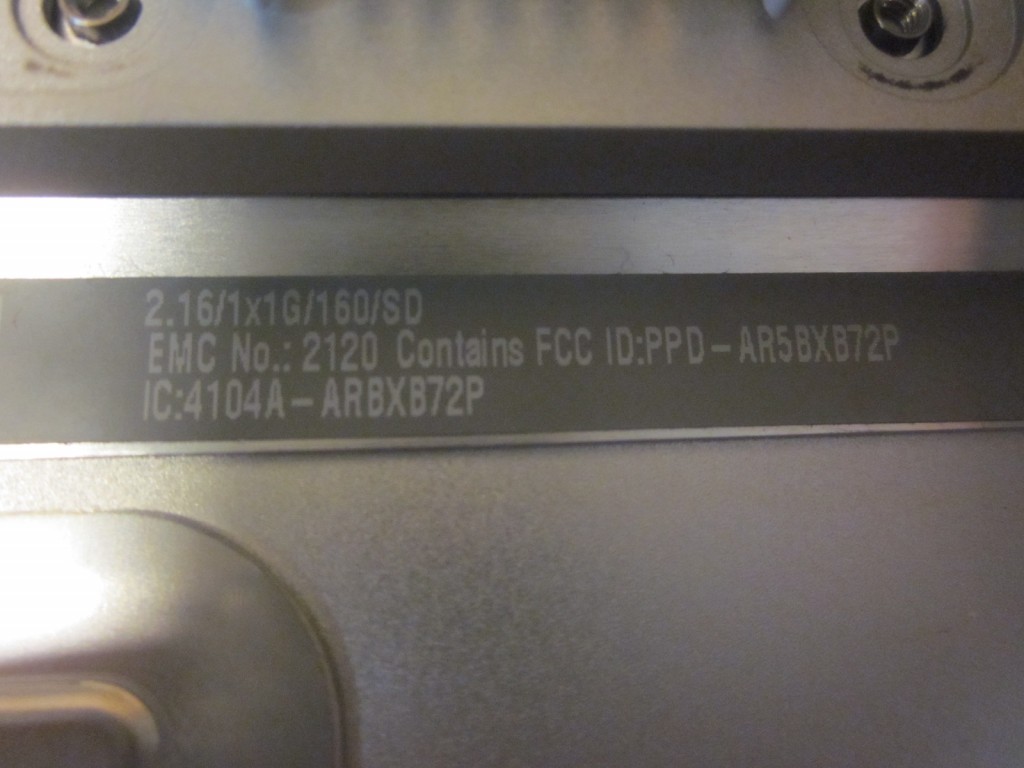 2.16/1x1G/160/SD
EMC No.: 2120 Contains FCC ID:PPD-AR5BXB72P
IC:4104A-ARBXB72P